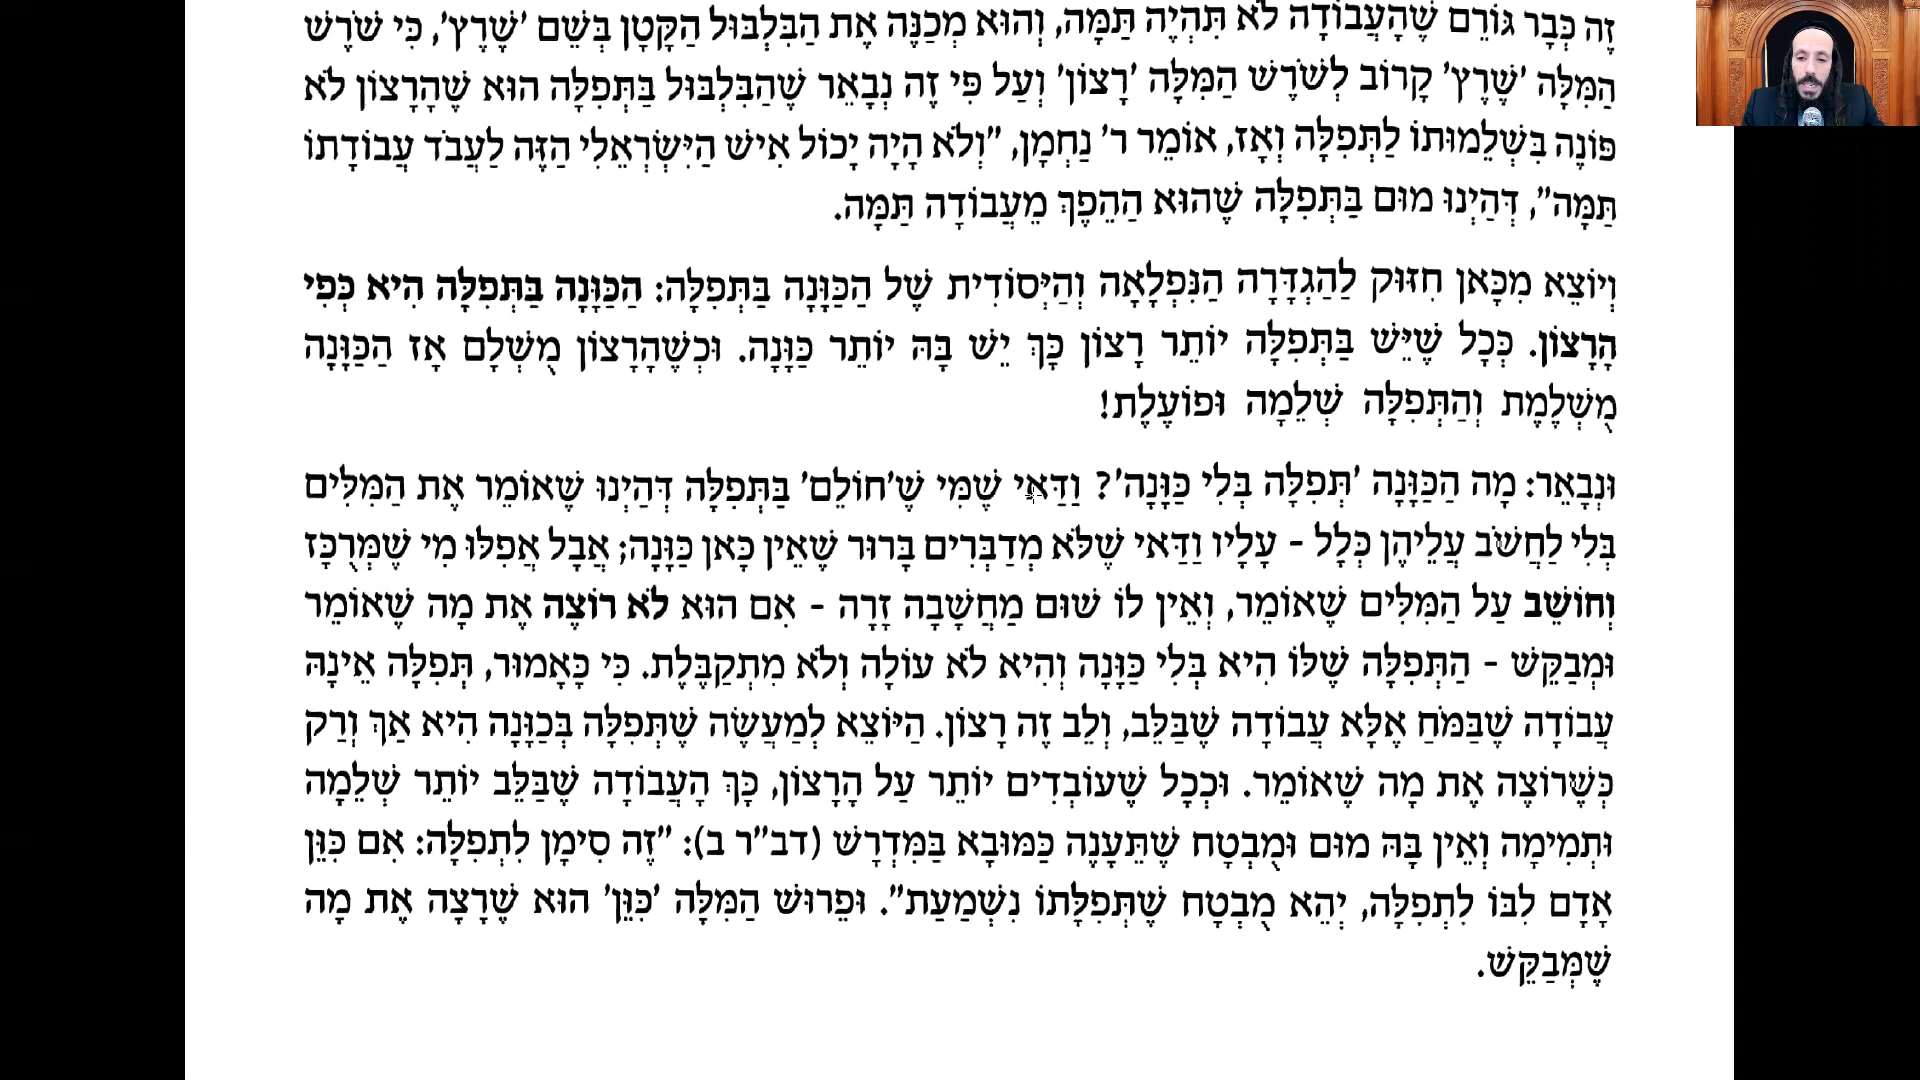 זֶה כְּבָר גּוֹרֵם שֶׁהָעֲבוֹדָה לֹא תִּהְיֶה תַּמָּה, וְהוּא מְכַנֶּה אֶת הַבִּלְבּוּל הַקָּטָן בְּשֵׁם 'שֶׁרֶץ', כִּי שֹׁרֶשׁ
הַמִּלָּה 'שֶׁרֶץ' קָרוֹב לְשֹׁרֶשׁ הַמִּלָּה 'רָצוֹן' וְעַל פִּי זֶה נְבָאֵר שֶׁהַבִּלְבּוּל בַּתְּפִלָּה הוּא שֶׁהָרָצוֹן לֹא
פּוֹנֶה בִּשְׁלֵמוּתוֹ לַתְּפִלָּה וְאָז, אוֹמֵר ר' נַחְמָן, "וְלֹא הָיָה יָכוֹל אִישׁ הַיִּשְׂרְאֵלִי הַזֶּה לַעֲבֹד עֲבוֹדָתוֹ
תַּמָּה", דְּהַיְנוּ מוּם בַּתְּפִלָּה שֶׁהוּא הַהֵפֶךְ מֵעֲבוֹדָה תַּמָּה.
וְיוֹצֵא מִכָּאן חִזּוּק לַהַגְדָּרָה הַנִּפְלָאָה וְהַיְּסוֹדִית שֶׁל הַכַּוָּנָה בַּתְּפִלָּה: הַכַּוָּנָה בַּתְּפִלָּה הִיא כְּפִי
הָרָצוֹן. כְּכָל שֶׁיֵּשׁ בַּתְּפִלָּה יוֹתֵר רָצוֹן כָּךְ יֵשׁ בָּהּ יוֹתֵר כַּוָּנָה. וּכְשֶׁהָרָצוֹן מֻשְׁלָם אָז הַכַּוָּנָה
מֻשְׁלֶמֶת וְהַתְּפִלָּה שְׁלֵמָה וּפוֹעֶלֶת!
וּנְבָאֵר: מָה הַכַּוָּנָה 'תְּפִלָּה בְּלִי כַּוָּנָה'? וַדַּאי שֶׁמִּי שֶׁ'חוֹלֵם' בַּתְּפִלָּה דְּהַיְנוּ שֶׁאוֹמֵר אֶת הַמִּלִּים
בְּלִי לַחֲשֹׁב עֲלֵיהֶן כְּלָל - עָלָיו וַדַּאי שֶׁלֹּא מְדַבְּרִים בָּרוּר שֶׁאֵין כָּאן כַּוָּנָה; אֲבָל אֲפִלּוּ מִי שֶׁמְּרֻכָּז
וְחוֹשֵׁב עַל הַמִּלִּים שֶׁאוֹמֵר, וְאֵין לוֹ שׁוּם מַחֲשָׁבָה זָרָה - אִם הוּא לֹא רוֹצֶה אֶת מָה שֶׁאוֹמֵר
וּמְבַקֵּשׁ - הַתְּפִלָּה שֶׁלּוֹ הִיא בְּלִי כַּוָּנָה וְהִיא לֹא עוֹלָה וְלֹא מִתְקַבֶּלֶת. כִּי כָּאָמוּר, תְּפִלָּה אֵינָהּ
עֲבוֹדָה שֶׁבַּמֹּחַ אֶלָּא עֲבוֹדָה שֶׁבַּלֵּב, וְלֵב זֶה רָצוֹן. הַיּוֹצֵא לְמַעֲשֶׂה שֶׁתְּפִלָּה בְּכַוָּנָה הִיא אַךְ וְרַק
כְּשֶׁרוֹצֶה אֶת מָה שֶׁאוֹמֵר. וּכְכָל שֶׁעוֹבְדִים יוֹתֵר עַל הָרָצוֹן, כָּךְ הָעֲבוֹדָה שֶׁבַּלֵּב יוֹתֵר שְׁלֵמָה
וּתְמִימָה וְאֵין בָּהּ מוּם וּמֻבְטָח שֶׁתֵּעָנֶה כַּמּוּבָא בַּמִּדְרָשׁ (דב"ר ב): "זֶה סִימָן לִתְפִלָּה: אִם כִּוֵּן
אָדָם לִבּוֹ לִתְפִלָּה, יְהֵא מֻבְטָח שֶׁתְּפִלָּתוֹ נִשְׁמַעַת". וּפֵרוּשׁ הַמִּלָּה 'כִּוֵּן' הוּא שֶׁרָצָה אֶת מָה
שֶׁמְּבַקֵּשׁ.